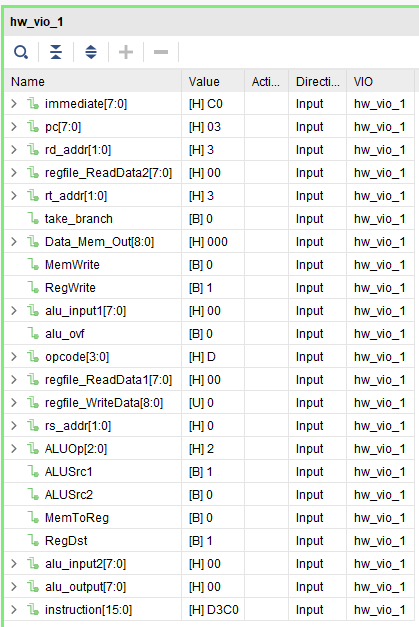 hw_vio_1
Name Value Acti... Directi... VIO
immediate[7:0] [H] C0 Input hw_vio_1
pc[7:0] [H] 03 Input hw_vio_1
rd_addr[1:0] [H] 3 Input hw_vio_1
regfile_ReadData2[7:0] [H] 00 Input hw_vio_1
rt_addr[1:0] [H] 3 Input hw_vio_1
take_branch [B] 0 Input hw_vio_1
Data_Mem_Out[8:0] [H] 000 Input hw_vio_1
MemWrite [B] 0 Input hw_vio_1
RegWrite [B] 1 Input hw_vio_1
alu_input1[7:0] [H] 00 Input hw_vio_1
alu_ovf [B] 0 Input hw_vio_1
opcode[3:0] [H] D Input hw_vio_1
regfile_ReadData1[7:0] [H] 00 Input hw_vio_1
regfile_WriteData[8:0] [U] 0 Input hw_vio_1
rs_addr[1:0] [H] 0 Input hw_vio_1
ALUOp[2:0] [H] 2 Input hw_vio_1
ALUSrc1 [B] 1 Input hw_vio_1
ALUSrc2 [B] 0 Input hw_vio_1
MemToReg [B] 0 Input hw_vio_1
RegDst [B] 1 Input hw_vio_1
alu_input2[7:0] [H] 00 Input hw_vio_1
alu_output[7:0] [H] 00 Input hw_vio_1
instruction[15:0] [H] D3C0 Input hw_vio_1